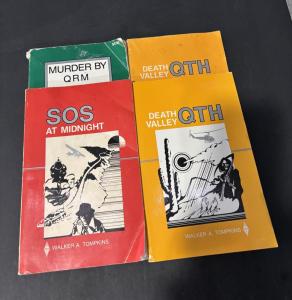 MURDER BY
QRM
DEATH
VALLEY QTH
SOS
AT MIDNIGHT
WALKER A. TOMPKINS
DEATH
VALLEY QTH
WALKER A. TOMPKINS